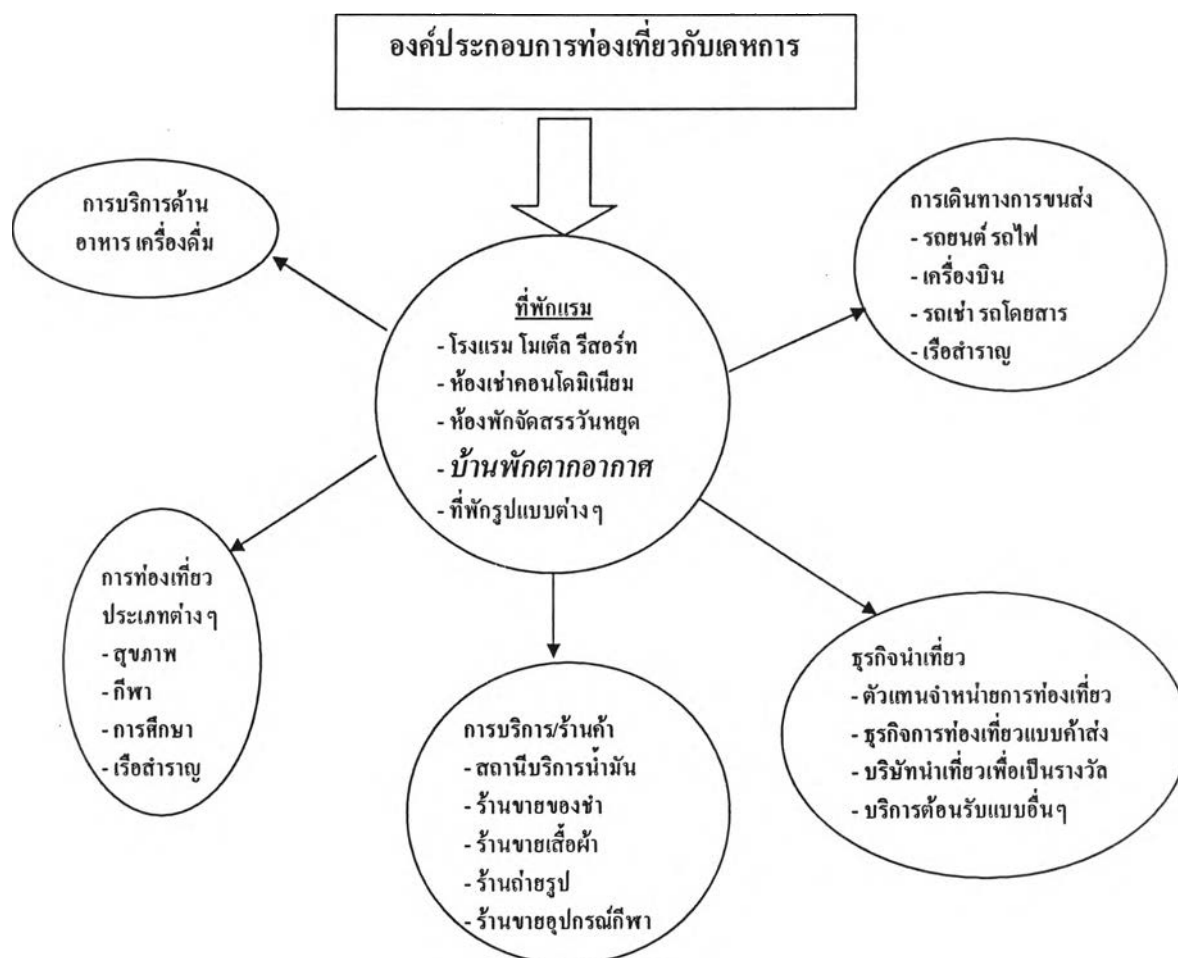 องค์ประกอบการท่องเที่ยวกับเคหการ
การบริการด้าน
อาหาร เครื่องดื่ม
การเดินทางการขนส่ง
- รถยนต์ รถไฟ
- เครื่องบิน
- รถเช่า รถโดยสาร
- เรือสำราญ
ที่พักแรม
- โรงแรม โมเต็ล รีสอร์ท
- ห้องเช่าคอนโดมิเนียม
- ห้องพักจัดสรรวันหยุด
- บ้านพักตากอากาศ
- ที่พักรูปแบบต่างๆ
การท่องเที่ยว
ประเภทต่างๆ
- สุขภาพ
- กีฬา
- การศึกษา
- เรือสำราญ
การบริการ/ร้านค้า
- สถานีบริการน้ำมัน
- ร้านขายของชำ
- ร้านขายเสื้อผ้า
- ร้านถ่ายรูป
- ร้านขายอุปกรณ์กีฬา
ธุรกิจนำเที่ยว
- ตัวแทนจำหน่ายการท่องเที่ยว
- ธุรกิจการท่องเที่ยวแบบค้าส่ง
- บริษัทนำเที่ยวเพื่อเป็นรางวัล
- บริการต้อนรับแบบอื่นๆ